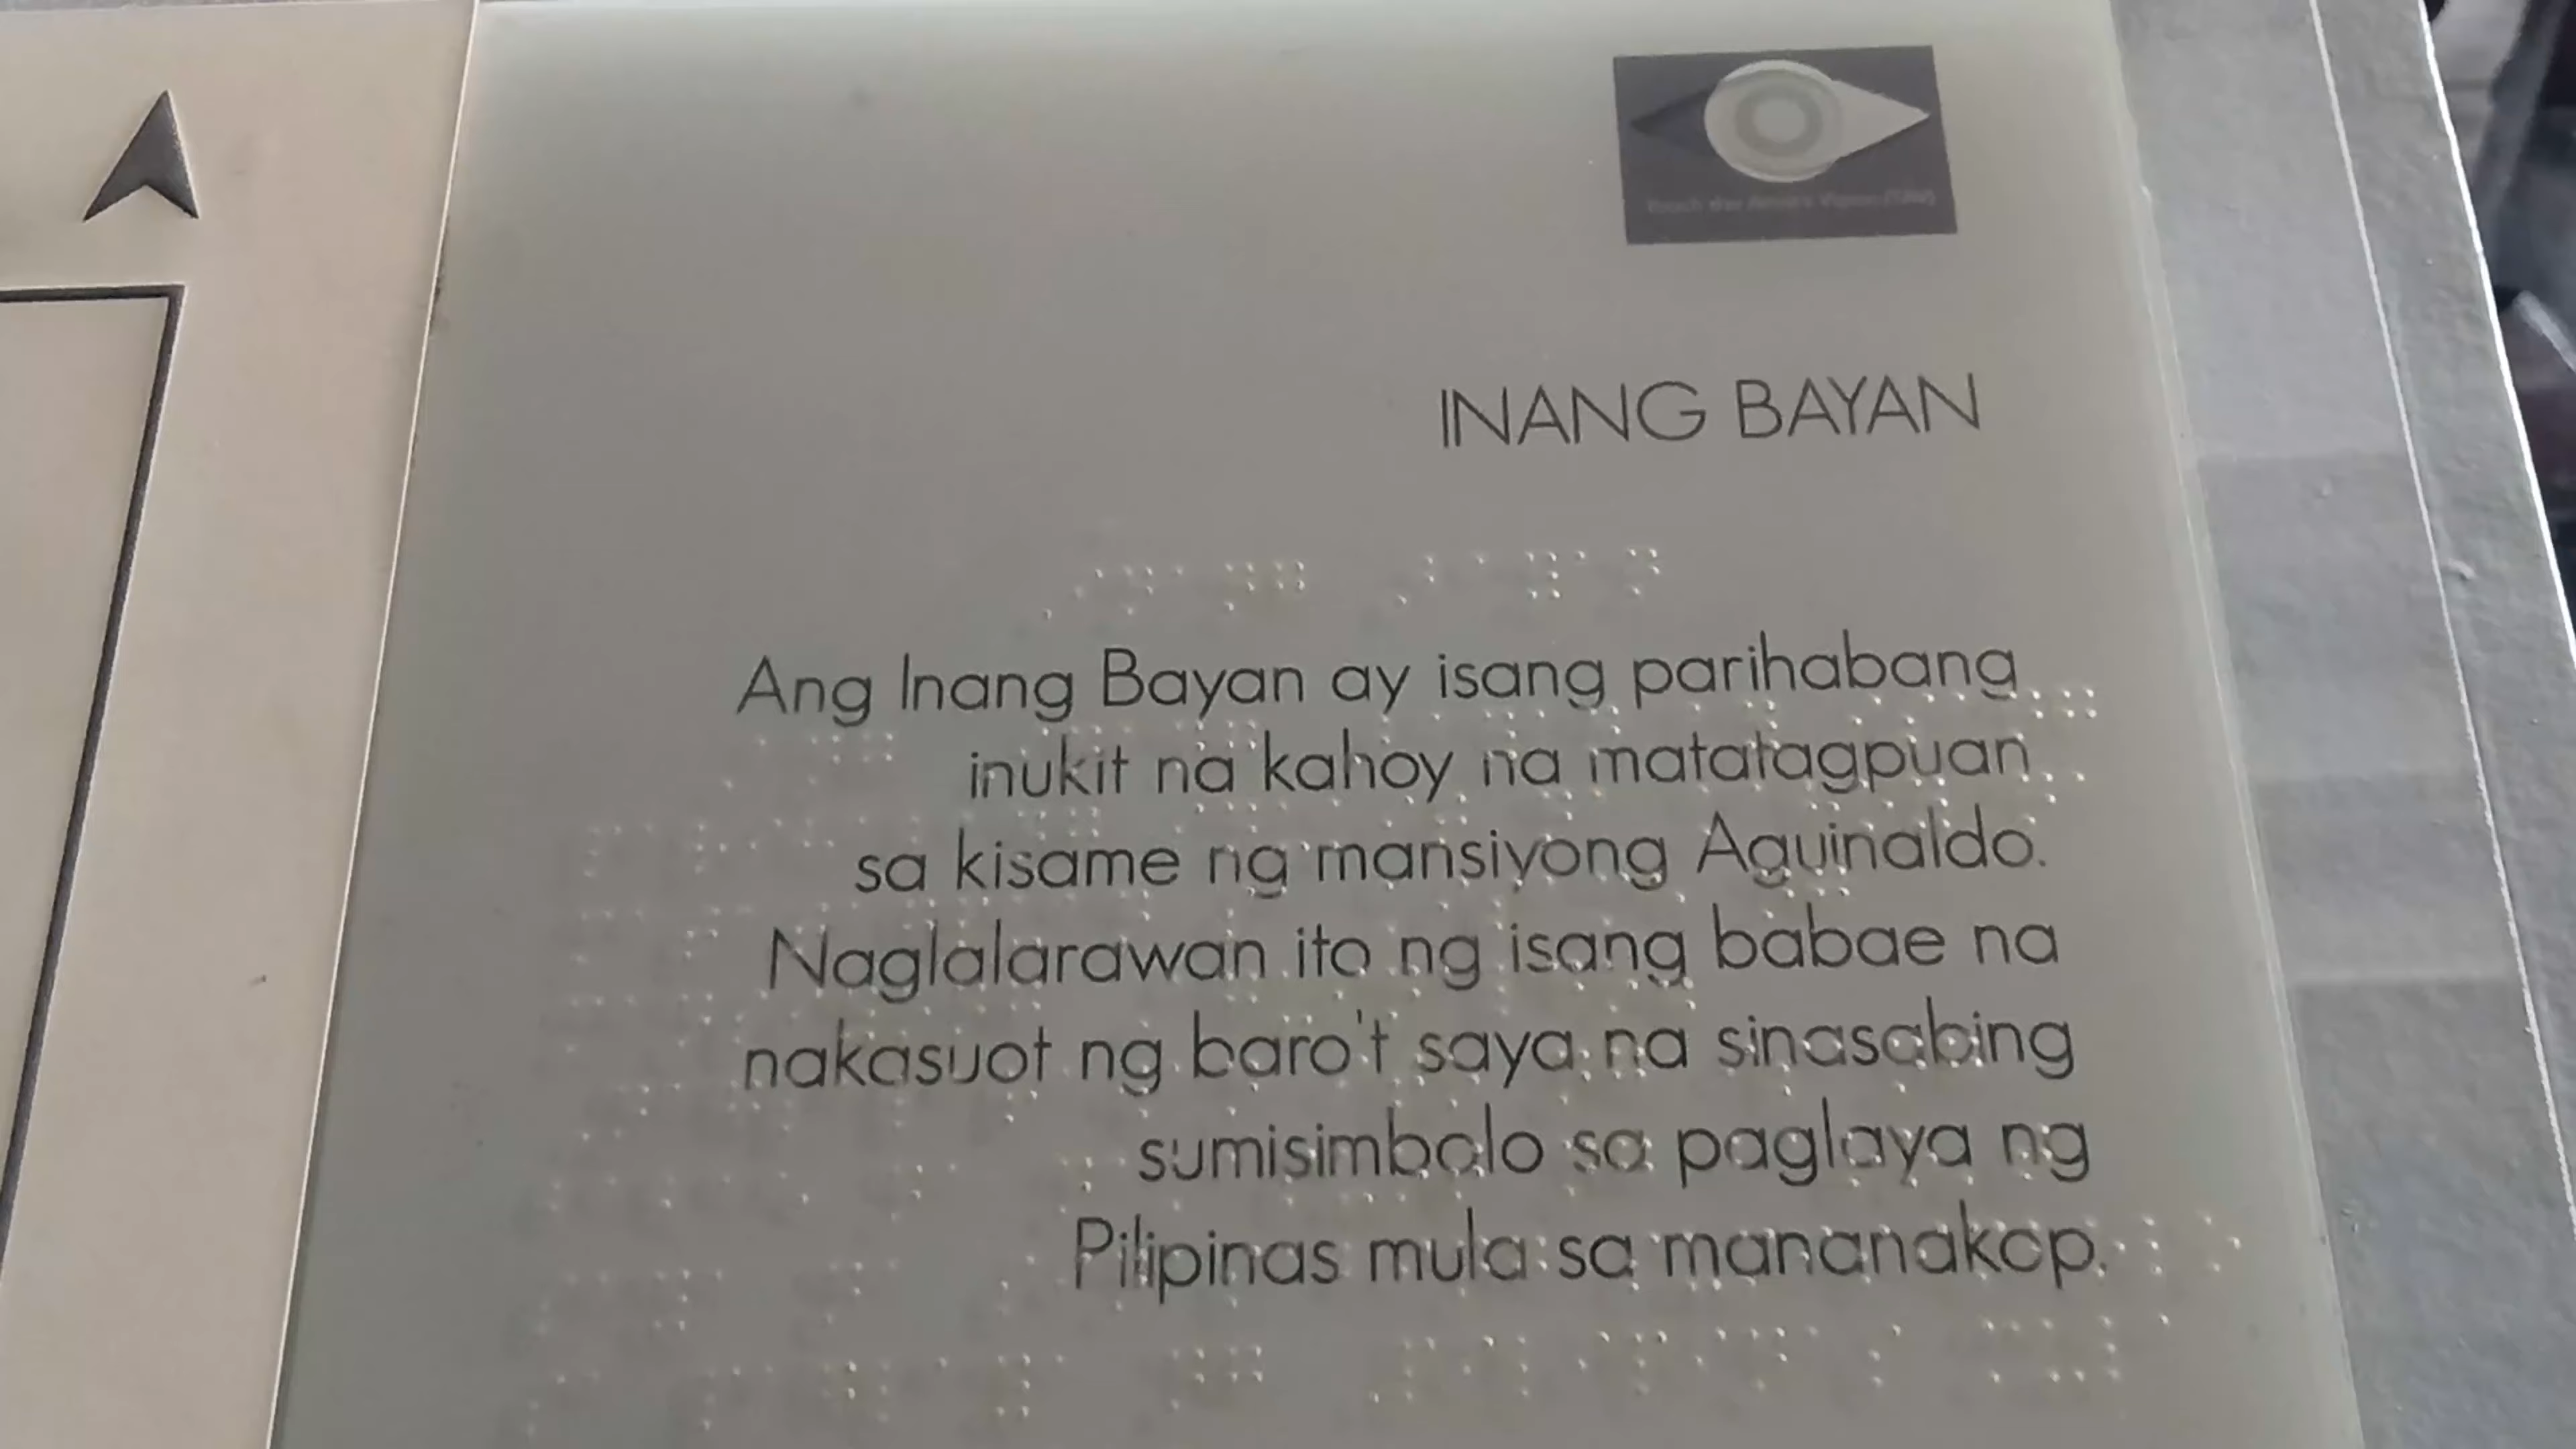 INANG BAYAN
Ang Inang Bayan ay isang parihabang
inukit na kahoy na matatagpuan
sa kisame ng mansiyong Aguinaldo.
Naglalarawan ito ng isang babae na
nakasuot ng baro't saya na sinasabing
sumisimbolo sa paglaya ng
Pilipinas mula sa mananakop.